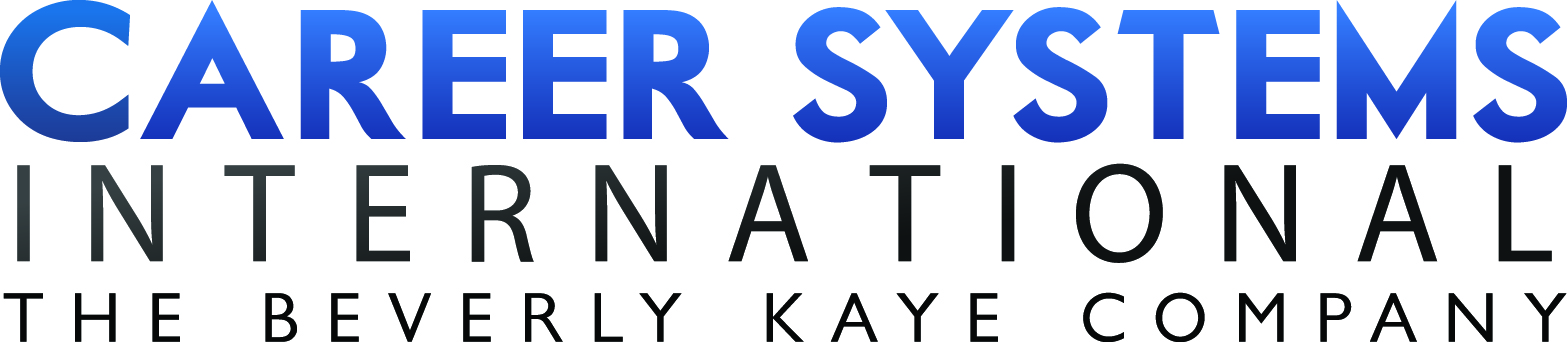 CAREER SYSTEMS
INTERNATIONAL
THE BEVERLY KAYE COMPANY